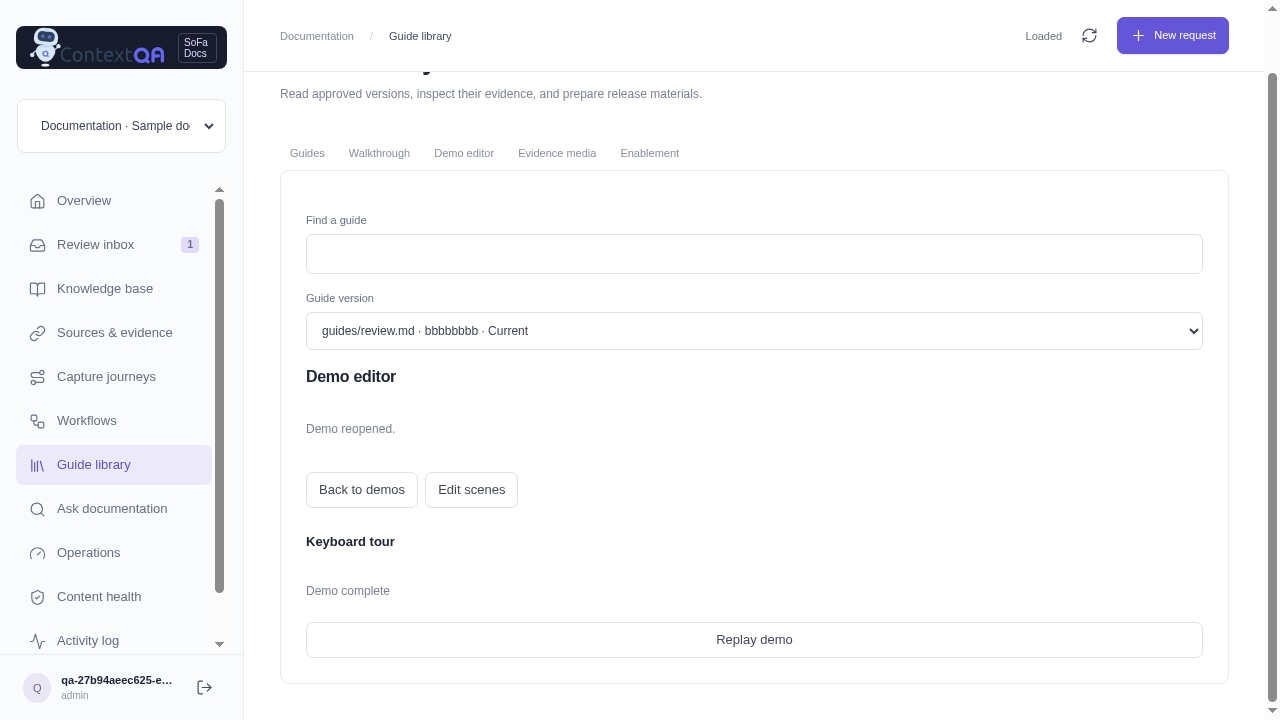 ContextQA
SoFa
Docs
Documentation / Guide library
Loaded
New request
Documentation · Sample do
Overview
Review inbox 1
Knowledge base
Sources & evidence
Capture journeys
Workflows
Guide library
Ask documentation
Operations
Content health
Activity log
Q
qa-27b94aeec625-e…
admin
Read approved versions, inspect their evidence, and prepare release materials.
Guides Walkthrough Demo editor Evidence media Enablement
Find a guide
Guide version
guides/review.md · bbbbbbbb · Current
Demo editor
Demo reopened.
Back to demos Edit scenes
Keyboard tour
Demo complete
Replay demo